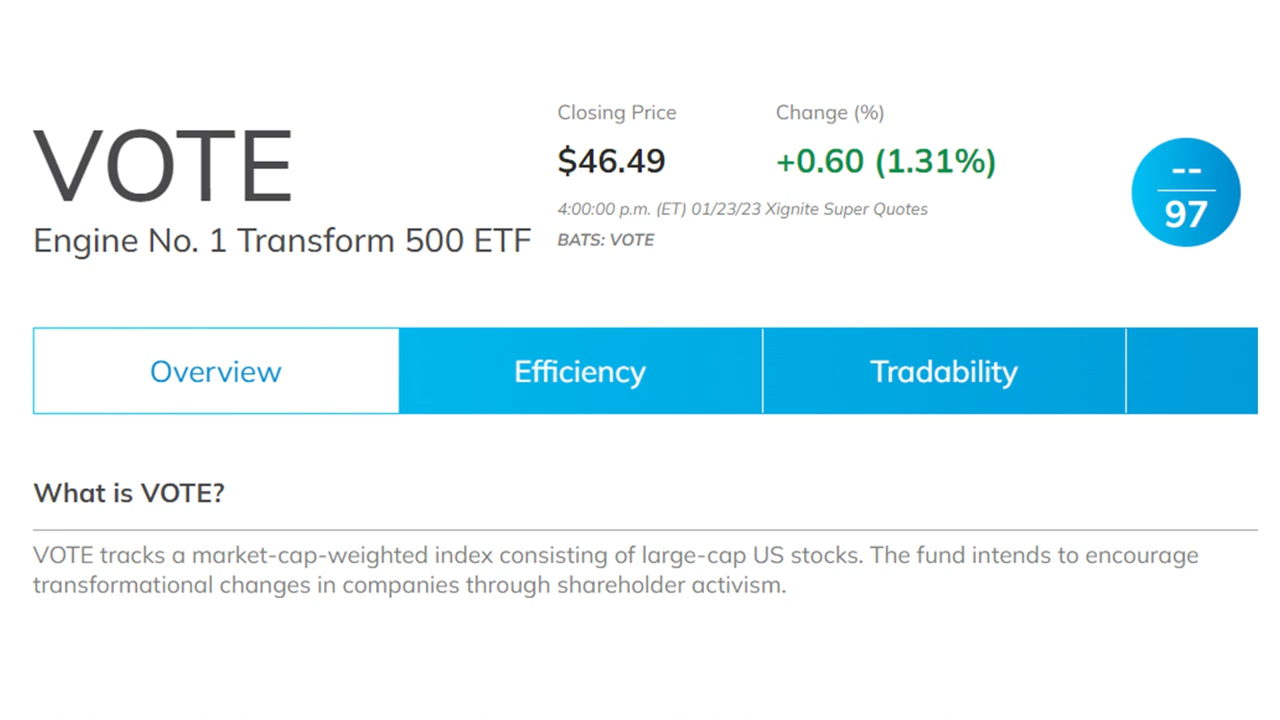 VOTE
Engine No. 1 Transform 500 ETF
Closing Price
$46.49
Change (%)
+0.60 (1.31%)
4:00:00 p.m. (ET) 01/23/23 Xignite Super Quotes
BATS: VOTE
--
97
Overview
Efficiency
Tradability
What is VOTE?
VOTE tracks a market-cap-weighted index consisting of large-cap US stocks. The fund intends to encourage
transformational changes in companies through shareholder activism.